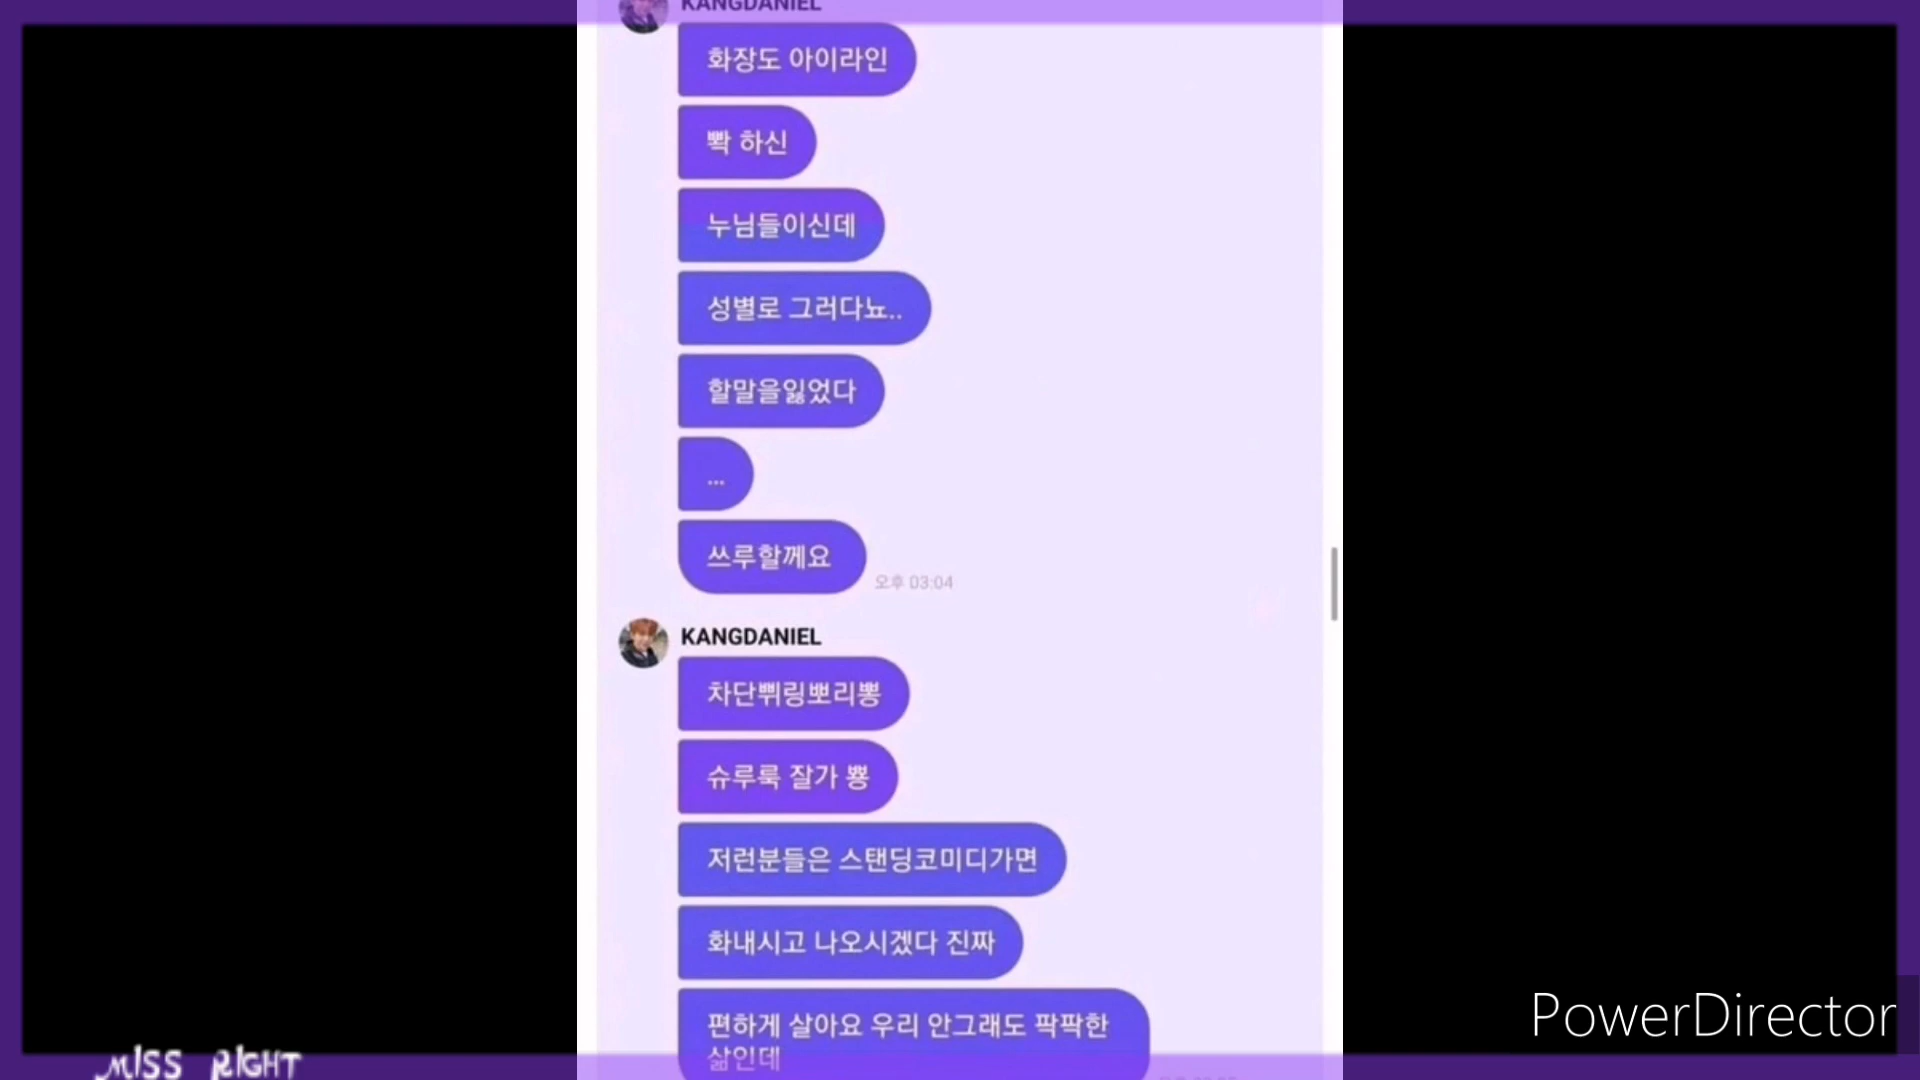 KANGDANIEL
화장도 아이라인
빡 하신
누님들이신데
성별로 그러다뇨..
할말을잃었다
...
쓰루할께요
오후 03:04
KANGDANIEL
차단쀠링뽀리뽕
슈루룩 잘가 뿅
저런분들은 스탠딩코미디가면
화내시고 나오시겠다 진짜
편하게 살아요 우리 안그래도 팍팍한
삶인데
PowerDirector
MISS RIGHT